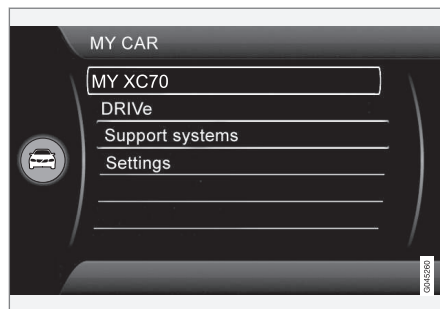 MY CAR
MY XC70
DRIVe
Support systems
Settings
G045260